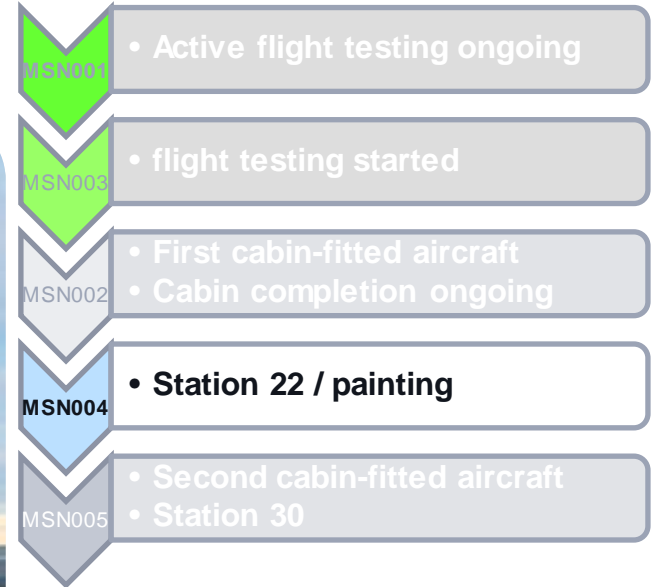 MSN001
• Active flight testing ongoing
MSN003
• flight testing started
MSN002
• First cabin-fitted aircraft
• Cabin completion ongoing
MSN004
• Station 22 / painting
MSN005
• Second cabin-fitted aircraft
• Station 30